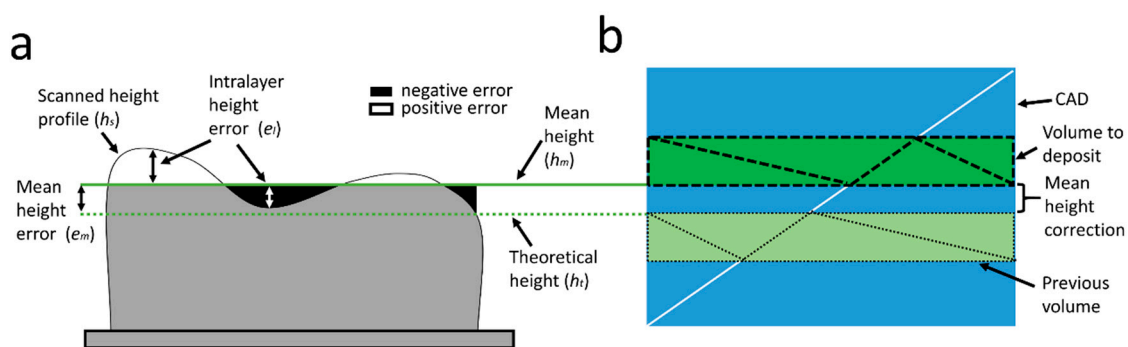 a
Scanned height
profile (hs)
Intralayer
height
error (el)
negative error
positive error
Mean
height
(hm)
Mean
height
error (em)
Theoretical
height (ht)
b
CAD
Volume to
deposit
Mean
height
correction
Previous
volume